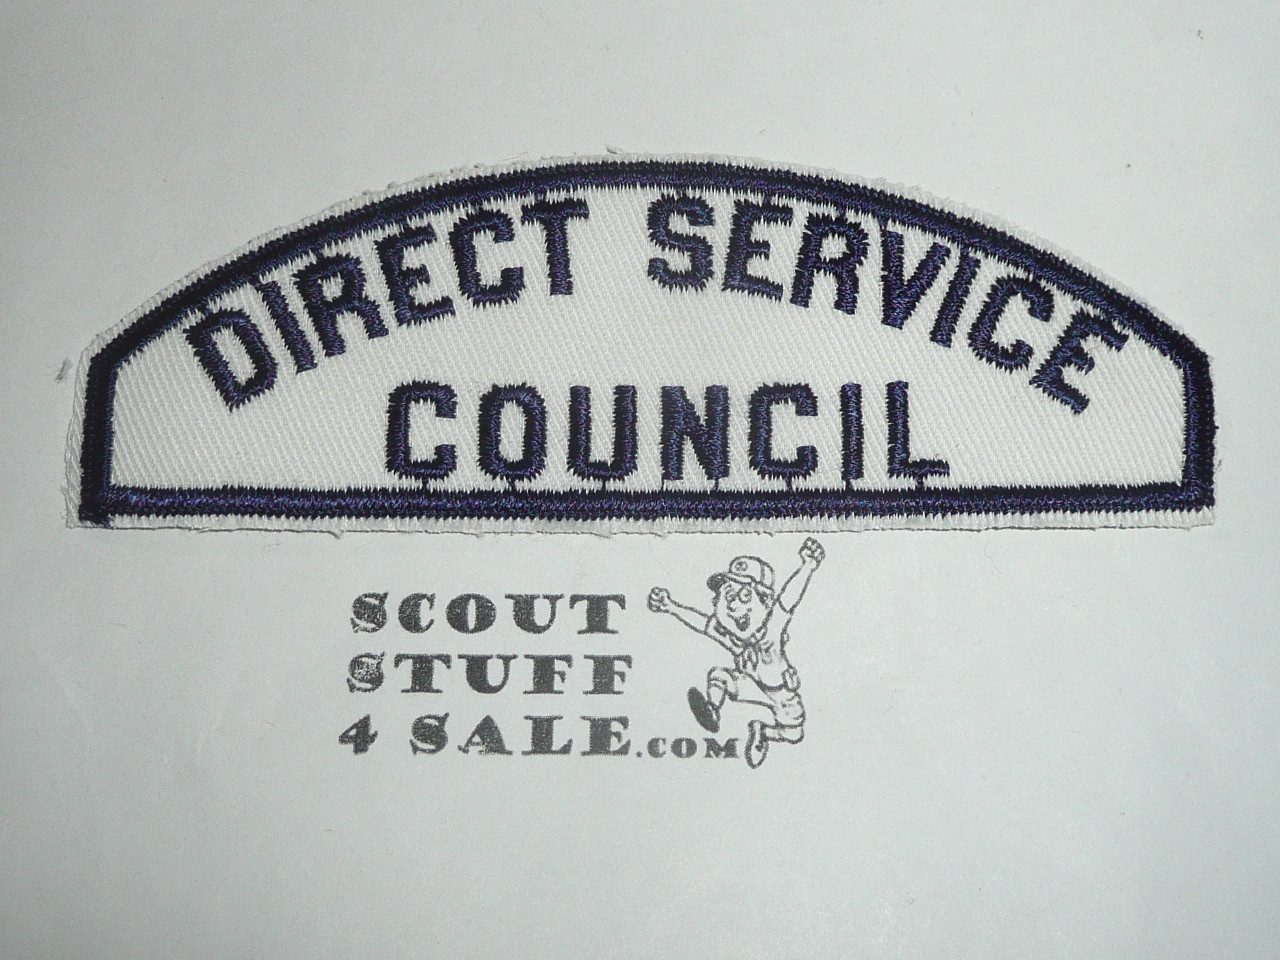 DIRECT SERVICE
COUNCIL
SCOUT
STUFF
4 SALE.COM